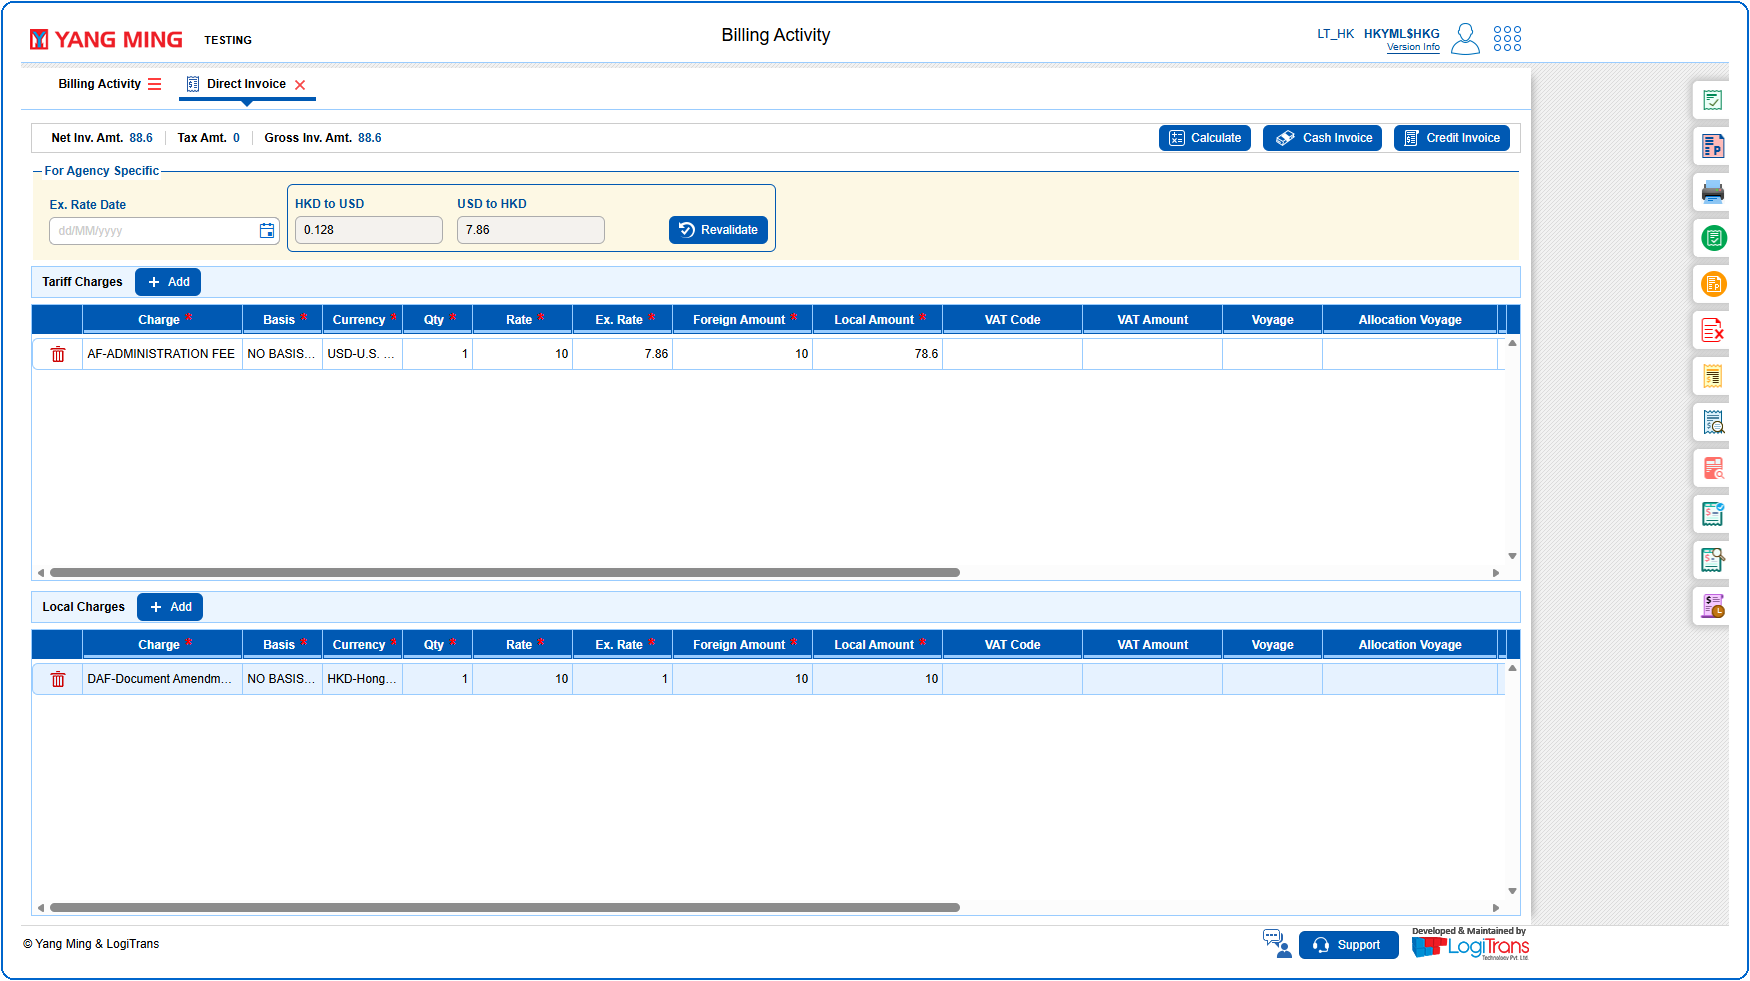 YANG MING TESTING
Billing Activity
LT_HK HKYML$HKG
Version Info
Billing Activity Direct Invoice
Net Inv. Amt. 88.6 Tax Amt. 0 Gross Inv. Amt. 88.6 Calculate Cash Invoice Credit Invoice
For Agency Specific
Ex. Rate Date HKD to USD USD to HKD
dd/MM/yyyy 0.128 7.86 Revalidate
Tariff Charges + Add
Charge * Basis * Currency * Qty * Rate * Ex. Rate * Foreign Amount * Local Amount * VAT Code VAT Amount Voyage Allocation Voyage
AF-ADMINISTRATION FEE NO BASIS... USD-U.S. ... 1 10 7.86 10 78.6
Local Charges + Add
Charge * Basis * Currency * Qty * Rate * Ex. Rate * Foreign Amount * Local Amount * VAT Code VAT Amount Voyage Allocation Voyage
DAF-Document Amendm... NO BASIS... HKD-Hong... 1 10 1 10 10
© Yang Ming & LogiTrans
Support
Developed & Maintained by
LogiTrans
Technology Pvt. Ltd.